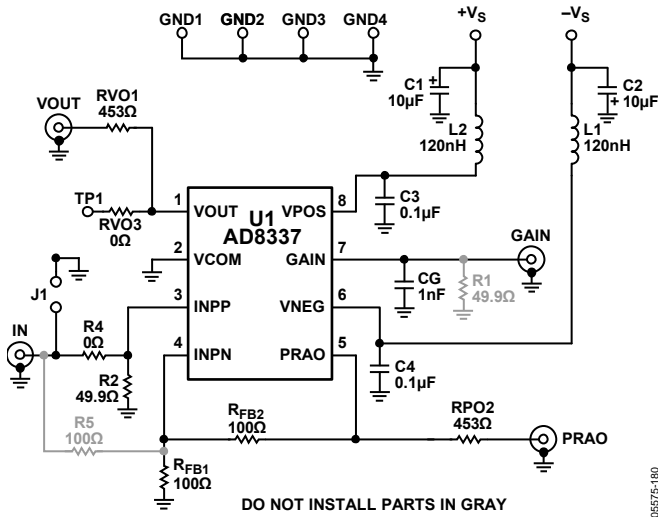 GND1 GND2 GND3 GND4
+VS
–VS
C1
10µF
+
C2
+ 10µF
VOUT
RVO1
453Ω
L2
120nH
L1
120nH
TP1
RVO3
0Ω
1
VOUT
U1
AD8337
VPOS
8
C3
0.1µF
2
VCOM
GAIN
7
GAIN
CG
1nF
R1
49.9Ω
J1
3
INPP
VNEG
6
IN
R4
0Ω
4
INPN
PRAO
5
R2
49.9Ω
C4
0.1µF
R5
100Ω
RFB2
100Ω
RPO2
453Ω
PRAO
RFB1
100Ω
DO NOT INSTALL PARTS IN GRAY
05575-180